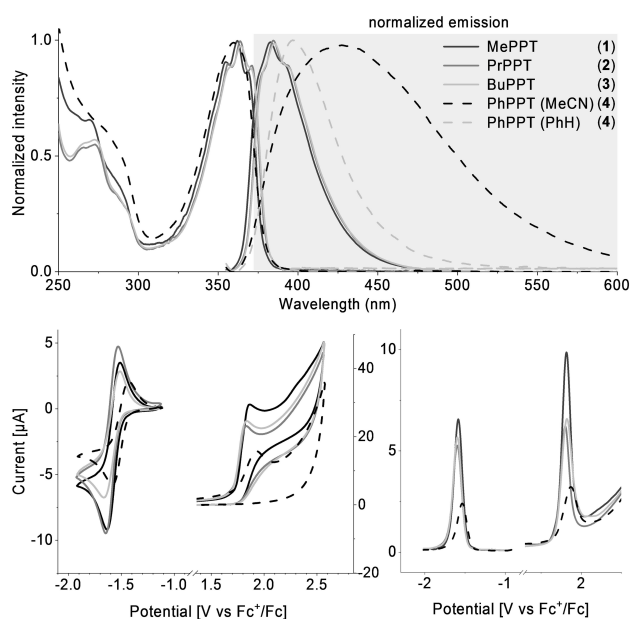 normalized emission
1.0
0.5
0.0
Normalized intensity
MePPT (1)
PrPPT (2)
BuPPT (3)
PhPPT (MeCN) (4)
PhPPT (PhH) (4)
250 300 350 400 450 500 550 600
Wavelength (nm)
5
0
-5
-10
Current [µA]
40
20
0
-20
-2.0 -1.5 -1.0 1.5 2.0 2.5
Potential [V vs Fc⁺/Fc]
10
5
0
-2 -1 2
Potential [V vs Fc⁺/Fc]